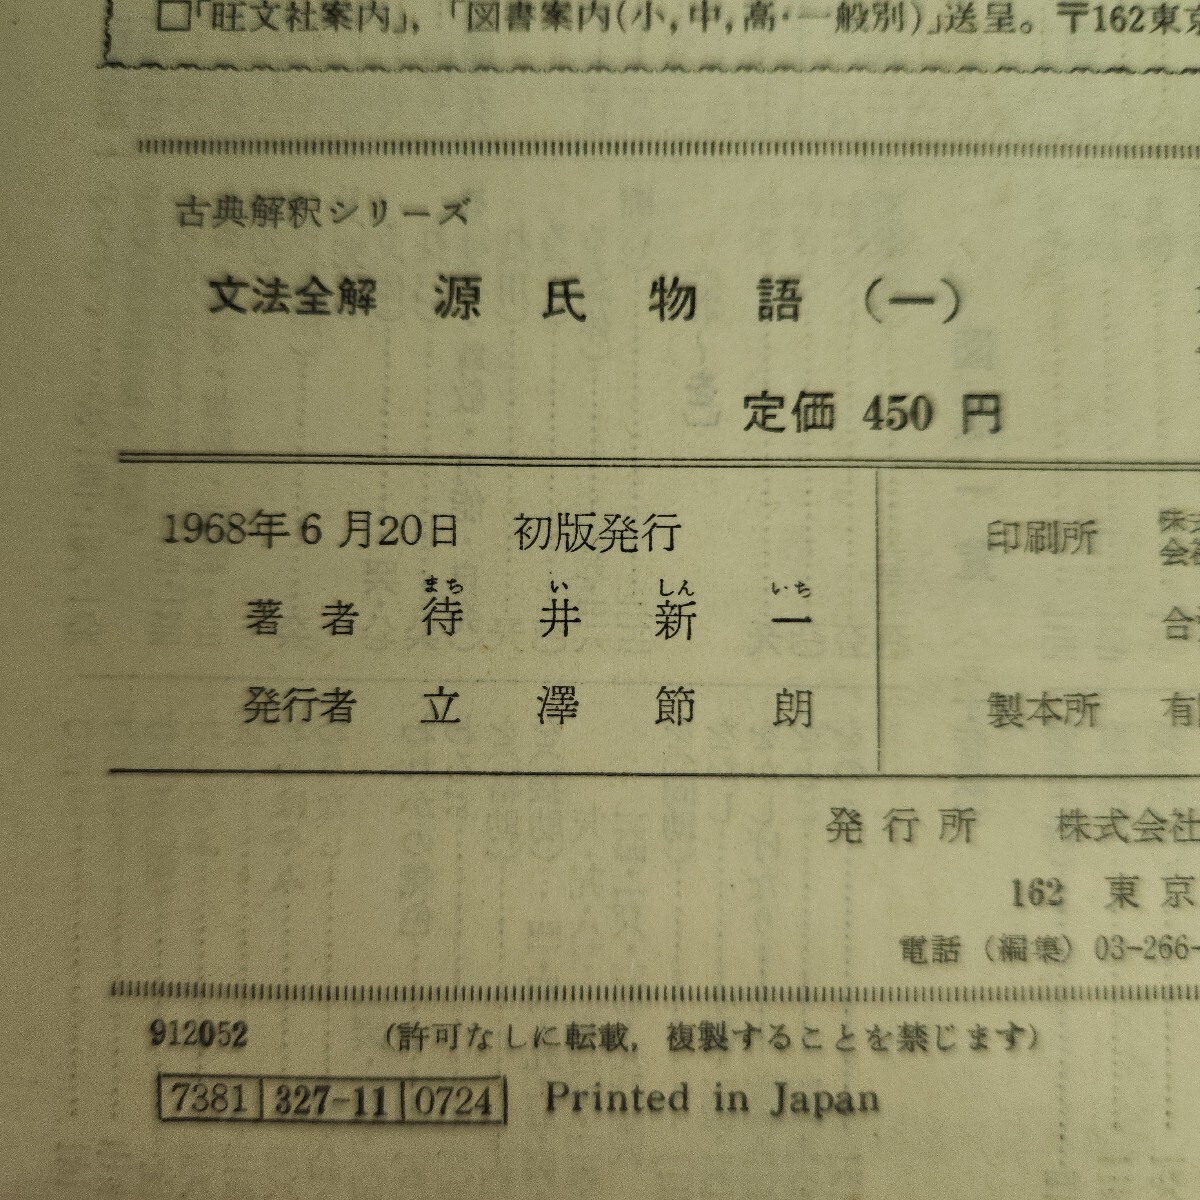 □「旺文社案内」,「図書案内(小,中,高・一般別)」送呈。〒162東京
古典解釈シリーズ
文法全解 源氏物語(一)
定価 450 円
1968年6月20日 初版発行
まち い しん いち
著者 待井新一
発行者 立澤節朗
印刷所
製本所
発行所 株式会社
162 東京
電話(編集)03-266-
912052 (許可なしに転載,複製することを禁じます)
7381 327-11 0724 Printed in Japan